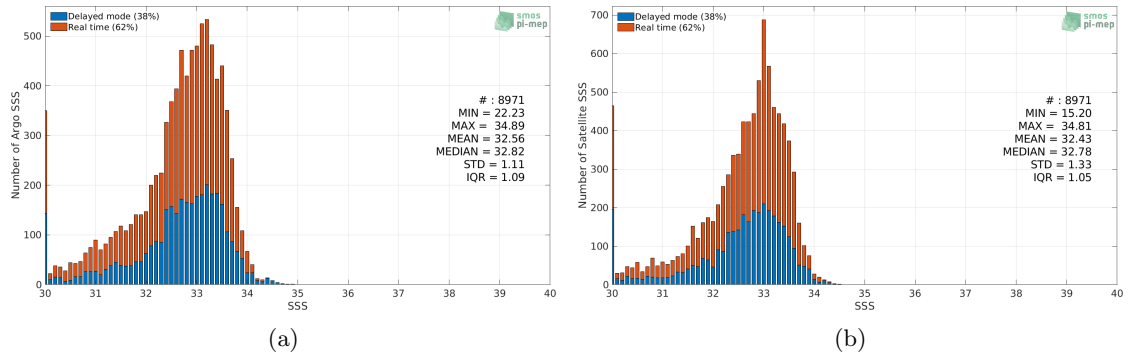 Delayed mode (38%)
Real time (62%)
smos
pi-mep
500
400
300
200
100
0
Number of Argo SSS
# : 8971
MIN = 22.23
MAX = 34.89
MEAN = 32.56
MEDIAN = 32.82
STD = 1.11
IQR = 1.09
30 31 32 33 34 35 36 37 38 39 40
SSS
(a)
Delayed mode (38%)
Real time (62%)
smos
pi-mep
700
600
500
400
300
200
100
0
Number of Satellite SSS
# : 8971
MIN = 15.20
MAX = 34.81
MEAN = 32.43
MEDIAN = 32.78
STD = 1.33
IQR = 1.05
30 31 32 33 34 35 36 37 38 39 40
SSS
(b)